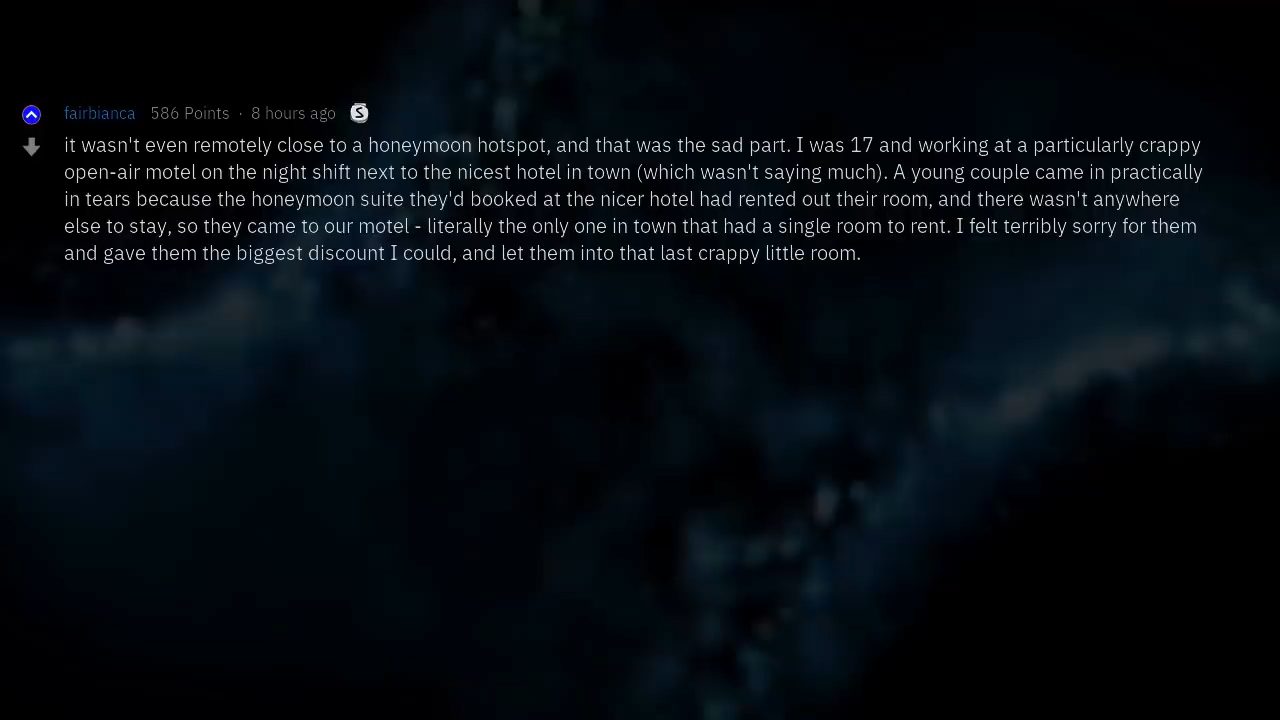 fairbianca 586 Points · 8 hours ago S
it wasn't even remotely close to a honeymoon hotspot, and that was the sad part. I was 17 and working at a particularly crappy
open-air motel on the night shift next to the nicest hotel in town (which wasn't saying much). A young couple came in practically
in tears because the honeymoon suite they'd booked at the nicer hotel had rented out their room, and there wasn't anywhere
else to stay, so they came to our motel - literally the only one in town that had a single room to rent. I felt terribly sorry for them
and gave them the biggest discount I could, and let them into that last crappy little room.